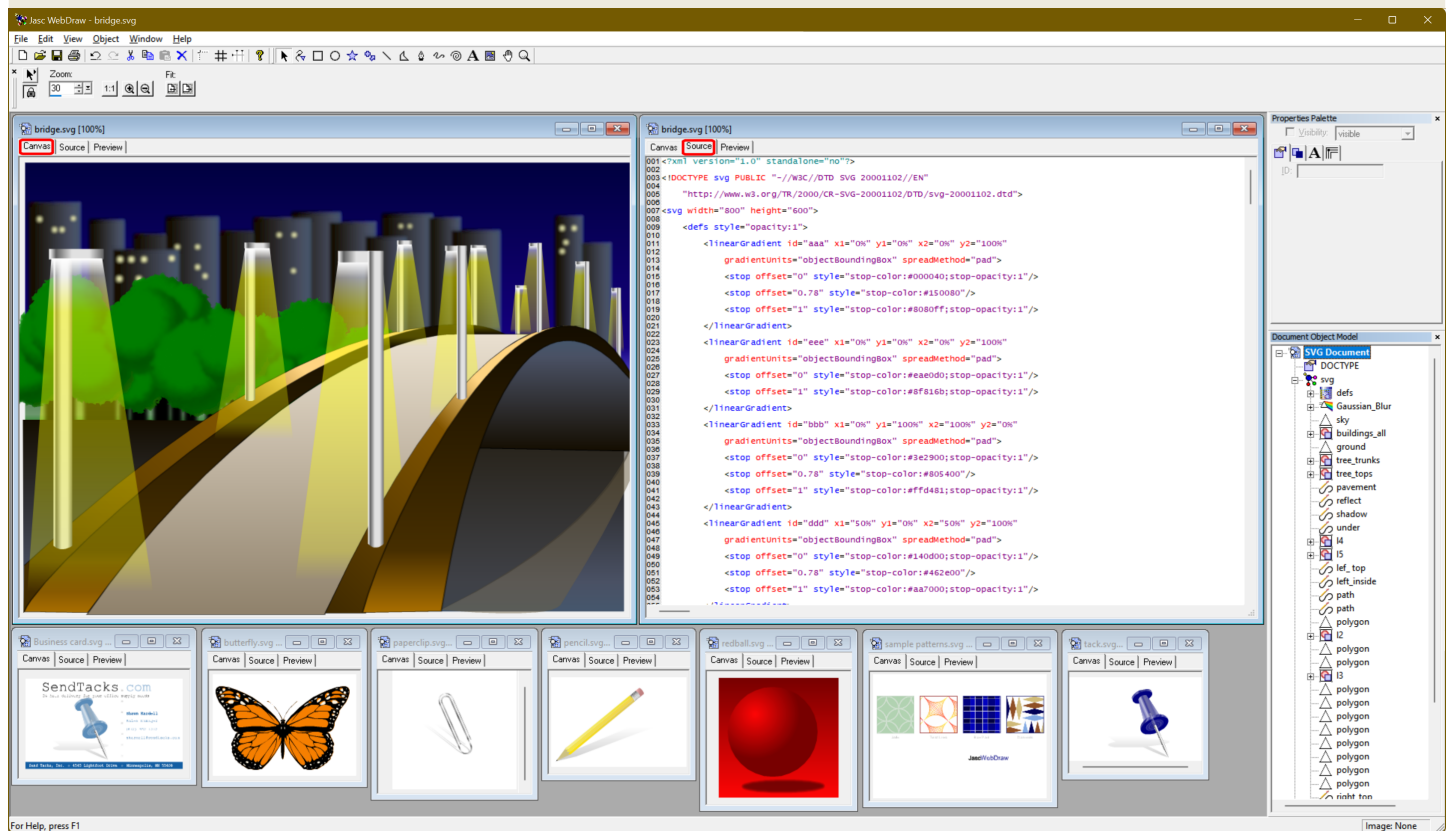 Jasc WebDraw - bridge.svg
File Edit View Object Window Help
Zoom: Fit:
30 1:1
bridge.svg [100%]
Canvas Source Preview
bridge.svg [100%]
Canvas Source Preview
001 <?xml version="1.0" standalone="no"?>
002
003 <!DOCTYPE svg PUBLIC "-//W3C//DTD SVG 20001102//EN"
004
005 "http://www.w3.org/TR/2000/CR-SVG-20001102/DTD/svg-20001102.dtd">
006
007 <svg width="800" height="600">
008
009 <defs style="opacity:1">
010
011 <linearGradient id="aaa" x1="0%" y1="0%" x2="0%" y2="100%"
012
013 gradientUnits="objectBoundingBox" spreadMethod="pad">
014
015 <stop offset="0" style="stop-color:#000040;stop-opacity:1"/>
016
017 <stop offset="0.78" style="stop-color:#150080"/>
018
019 <stop offset="1" style="stop-color:#8080ff;stop-opacity:1"/>
020
021 </linearGradient>
022
023 <linearGradient id="eee" x1="0%" y1="0%" x2="0%" y2="100%"
024
025 gradientUnits="objectBoundingBox" spreadMethod="pad">
026
027 <stop offset="0" style="stop-color:#eae0d0;stop-opacity:1"/>
028
029 <stop offset="1" style="stop-color:#8f816b;stop-opacity:1"/>
030
031 </linearGradient>
032
033 <linearGradient id="bbb" x1="0%" y1="100%" x2="100%" y2="0%"
034
035 gradientUnits="objectBoundingBox" spreadMethod="pad">
036
037 <stop offset="0" style="stop-color:#3e2900;stop-opacity:1"/>
038
039 <stop offset="0.78" style="stop-color:#805400"/>
040
041 <stop offset="1" style="stop-color:#ffd481;stop-opacity:1"/>
042
043 </linearGradient>
044
045 <linearGradient id="ddd" x1="50%" y1="0%" x2="50%" y2="100%"
046
047 gradientUnits="objectBoundingBox" spreadMethod="pad">
048
049 <stop offset="0" style="stop-color:#140d00;stop-opacity:1"/>
050
051 <stop offset="0.78" style="stop-color:#462e00"/>
052
053 <stop offset="1" style="stop-color:#aa7000;stop-opacity:1"/>
054
Properties Palette
Visibility: visible
A
ID:
Document Object Model
SVG Document
DOCTYPE
svg
defs
Gaussian_Blur
sky
buildings_all
ground
tree_trunks
tree_tops
pavement
reflect
shadow
under
l4
l5
lef_top
left_inside
path
path
polygon
l2
polygon
polygon
l3
polygon
polygon
polygon
polygon
polygon
polygon
polygon
polygon
right_top
Business card.svg ...
Canvas Source Preview
SendTacks.com
butterfly.svg ...
Canvas Source Preview
paperclip.svg...
Canvas Source Preview
pencil.svg...
Canvas Source Preview
redball.svg ...
Canvas Source Preview
sample patterns.svg ...
Canvas Source Preview
JascWebDraw
tack.svg...
Canvas Source Preview
For Help, press F1
Image: None